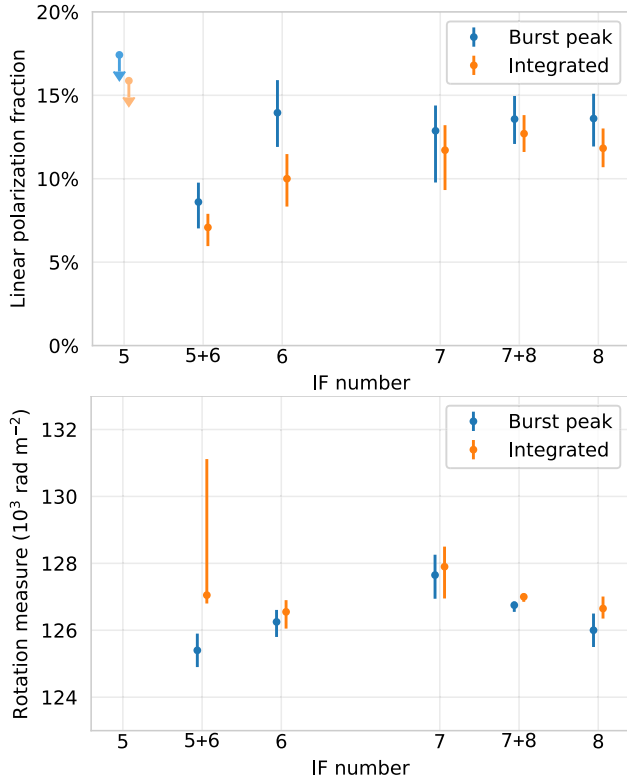 20%
15%
10%
5%
0%
Linear polarization fraction
Burst peak
Integrated
5 5+6 6 7 7+8 8
IF number
132
130
128
126
124
Rotation measure (10³ rad m⁻²)
Burst peak
Integrated
5 5+6 6 7 7+8 8
IF number